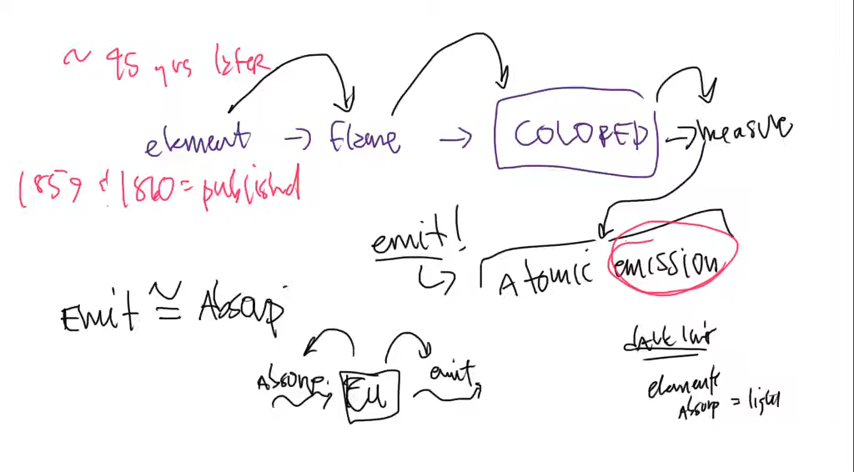 ~ 45 yrs later
element → Flame → COLORED → measure
1859 & 1860 = published
emit!
Atomic emission
Emit ≅ Absorp
Absorp. Eu emit
dark line
elements
absorp = light